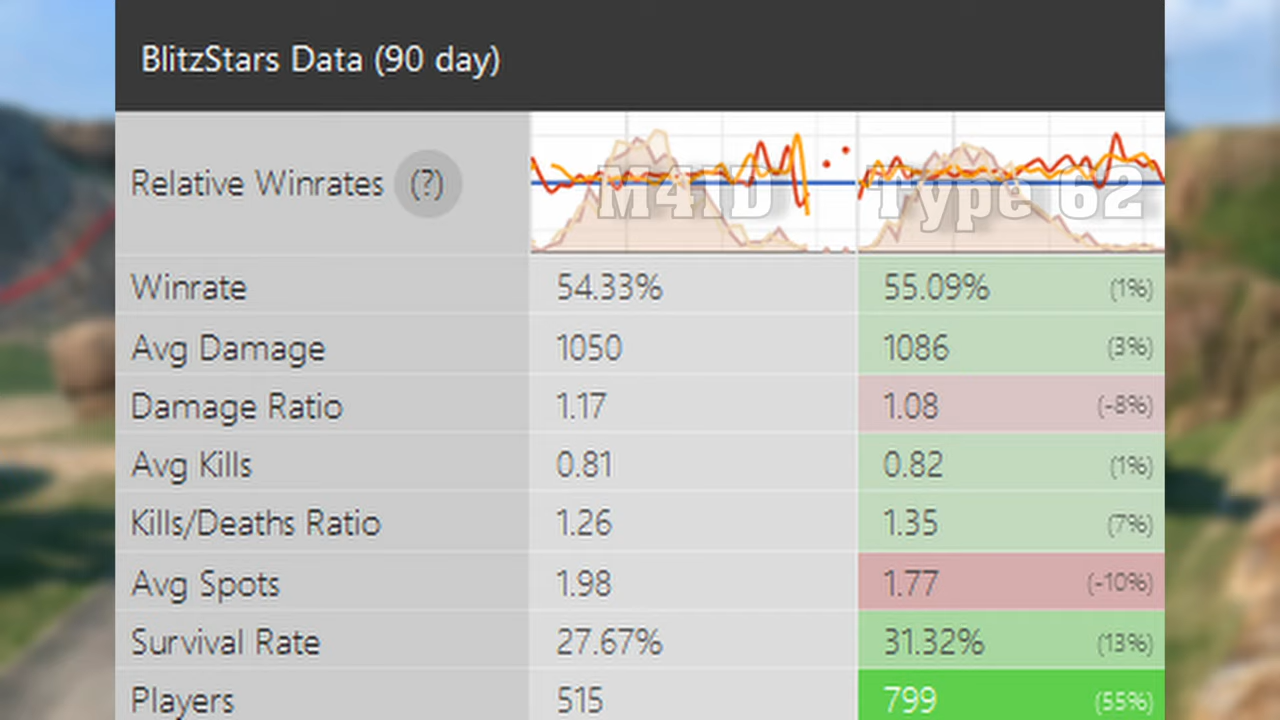 BlitzStars Data (90 day)
Relative Winrates (?) M41D Type 62
Winrate 54.33% 55.09% (1%)
Avg Damage 1050 1086 (3%)
Damage Ratio 1.17 1.08 (-8%)
Avg Kills 0.81 0.82 (1%)
Kills/Deaths Ratio 1.26 1.35 (7%)
Avg Spots 1.98 1.77 (-10%)
Survival Rate 27.67% 31.32% (13%)
Players 515 799 (55%)